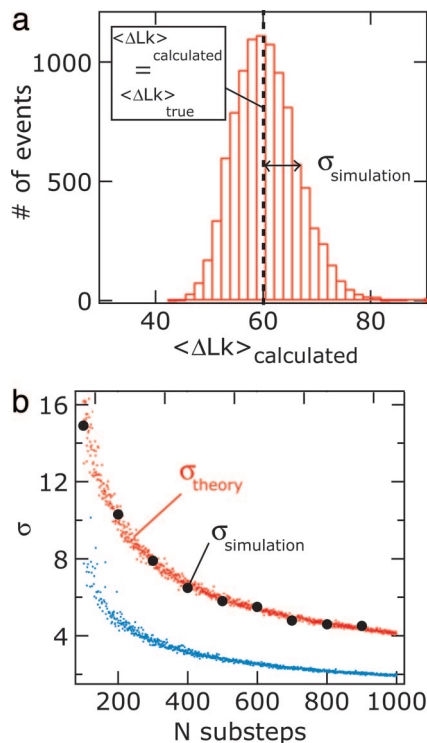 a
<ΔLk>calculated
=
<ΔLk>true
σsimulation
# of events
1000
500
0
40
60
80
<ΔLk>calculated
b
σ
16
12
8
4
σtheory
σsimulation
200
400
600
800
1000
N substeps